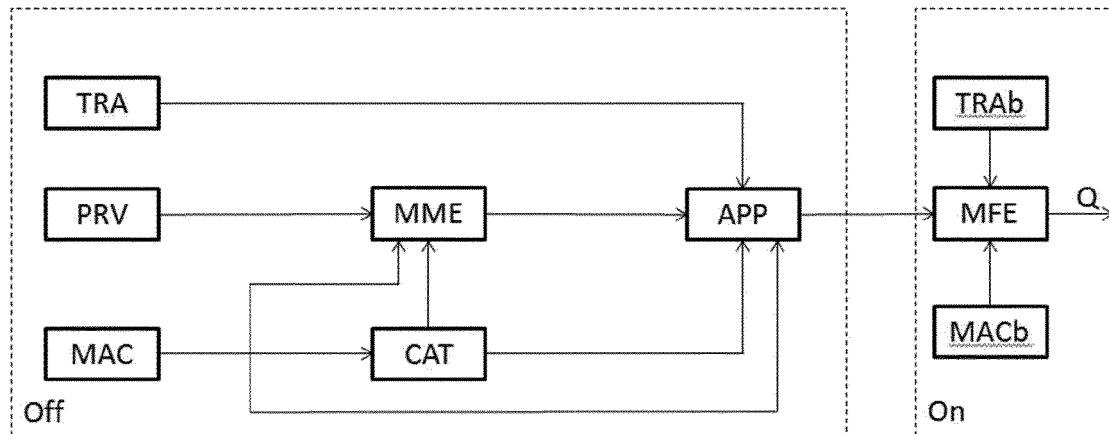 TRA
TRAb
PRV
MME
APP
MFE
Q
MAC
CAT
MACb
Off
On